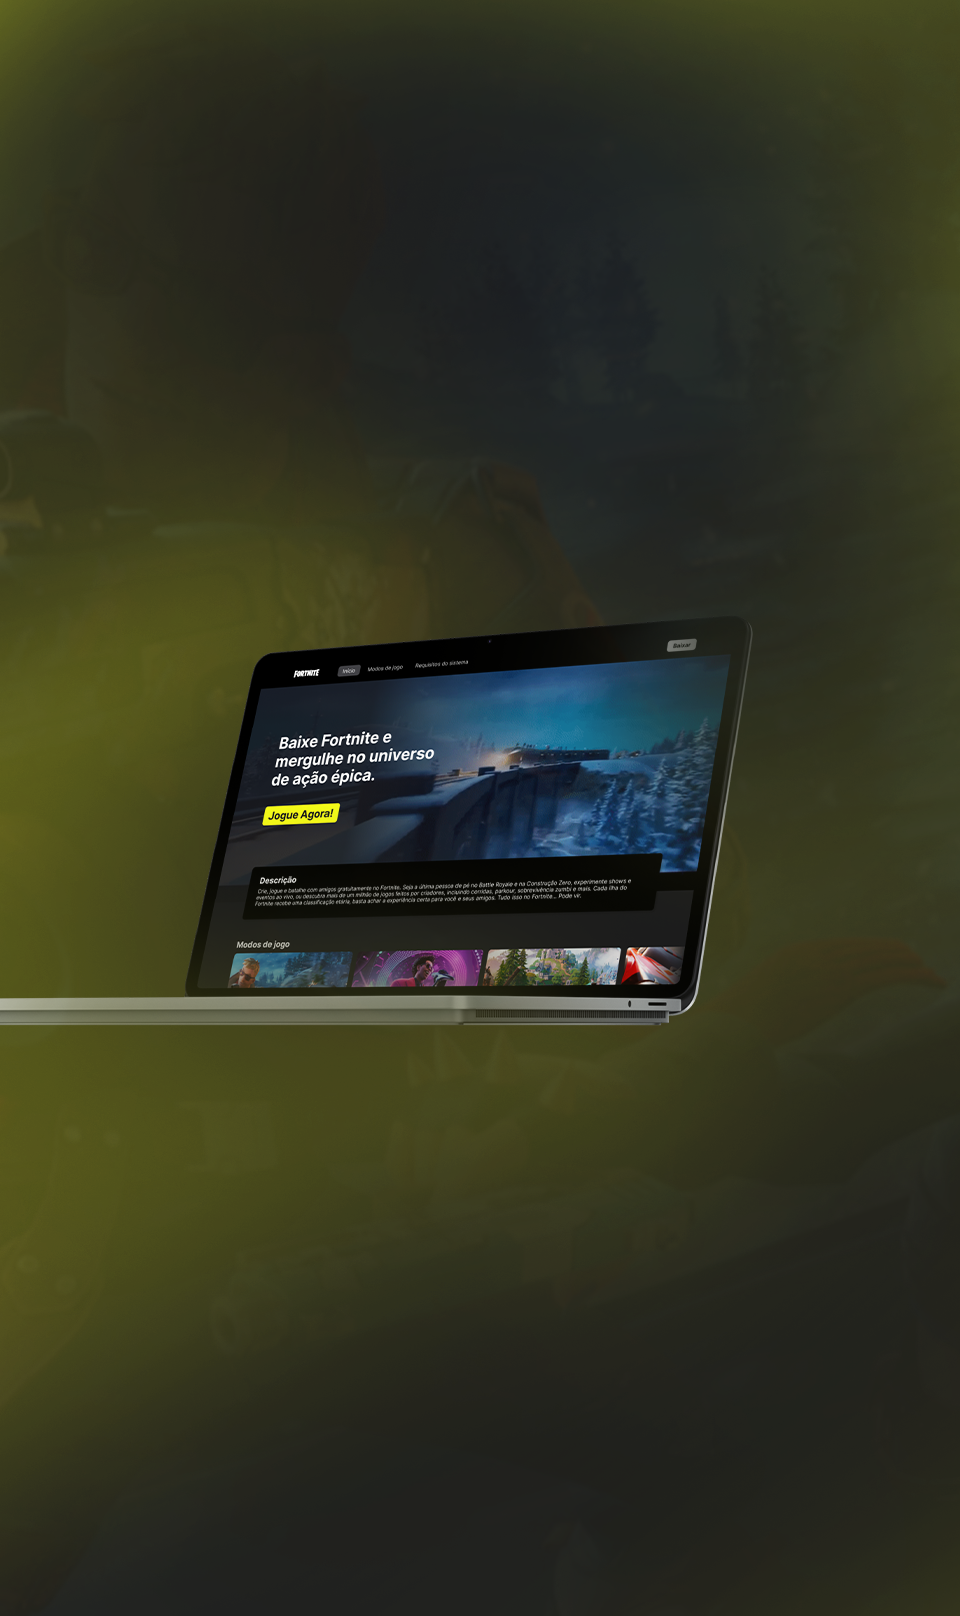 FORTNITE
Início Modos de jogo Requisitos do sistema
Baixar
Baixe Fortnite e
mergulhe no universo
de ação épica.
Jogue Agora!
Descrição
Crie, jogue e batalhe com amigos gratuitamente no Fortnite. Seja a última pessoa de pé no Battle Royale e na Construção Zero, experimente shows e
eventos ao vivo, ou descubra mais de um milhão de jogos feitos por criadores, incluindo corridas, parkour, sobrevivência zumbi e mais. Cada ilha do
Fortnite recebe uma classificação etária, basta achar a experiência certa para você e seus amigos. Tudo isso no Fortnite... Pode vir.
Modos de jogo